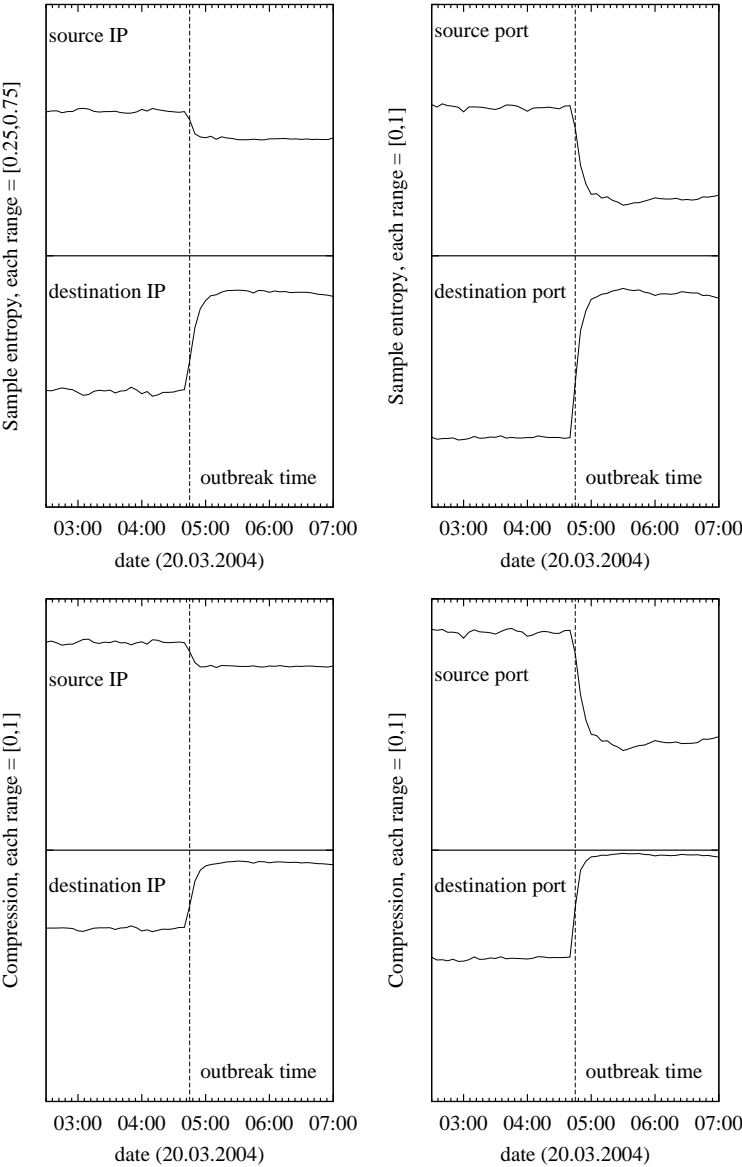 Sample entropy, each range = [0.25,0.75]
source IP
destination IP
outbreak time
03:00 04:00 05:00 06:00 07:00
date (20.03.2004)
Sample entropy, each range = [0,1]
source port
destination port
outbreak time
03:00 04:00 05:00 06:00 07:00
date (20.03.2004)
Compression, each range = [0,1]
source IP
destination IP
outbreak time
03:00 04:00 05:00 06:00 07:00
date (20.03.2004)
Compression, each range = [0,1]
source port
destination port
outbreak time
03:00 04:00 05:00 06:00 07:00
date (20.03.2004)